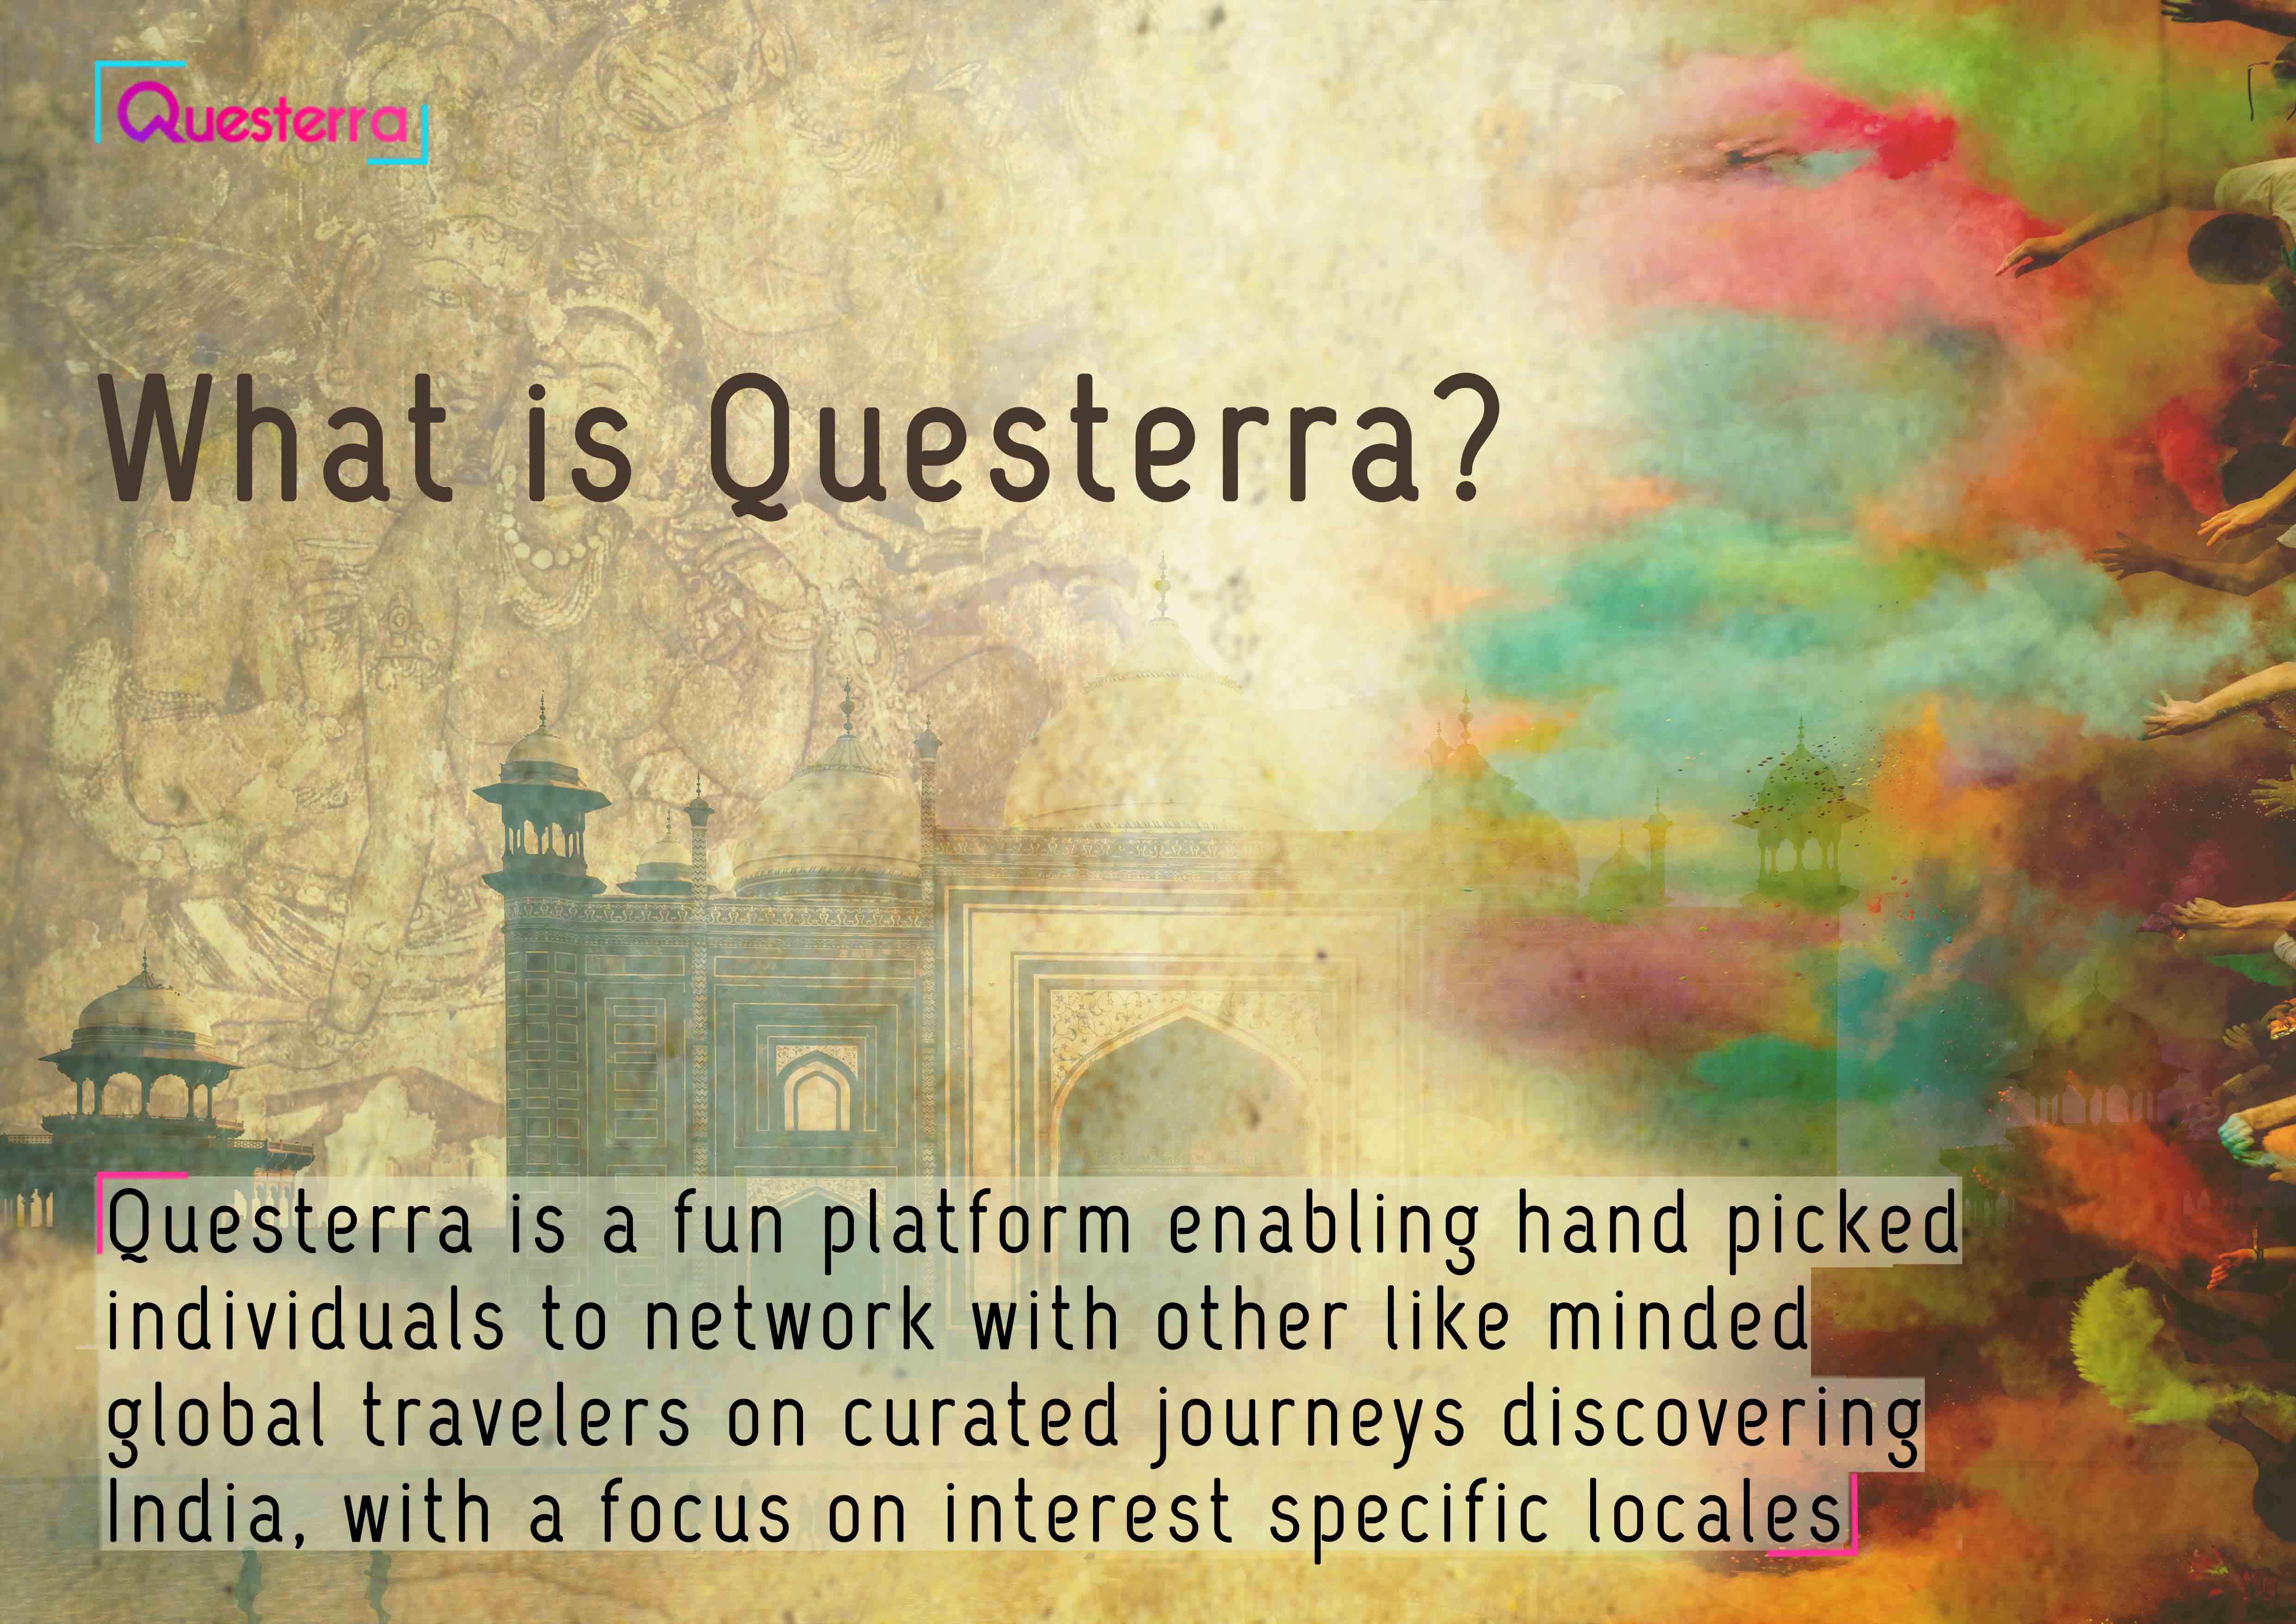 Questerra
What is Questerra?
Questerra is a fun platform enabling hand picked
individuals to network with other like minded
global travelers on curated journeys discovering
India, with a focus on interest specific locales